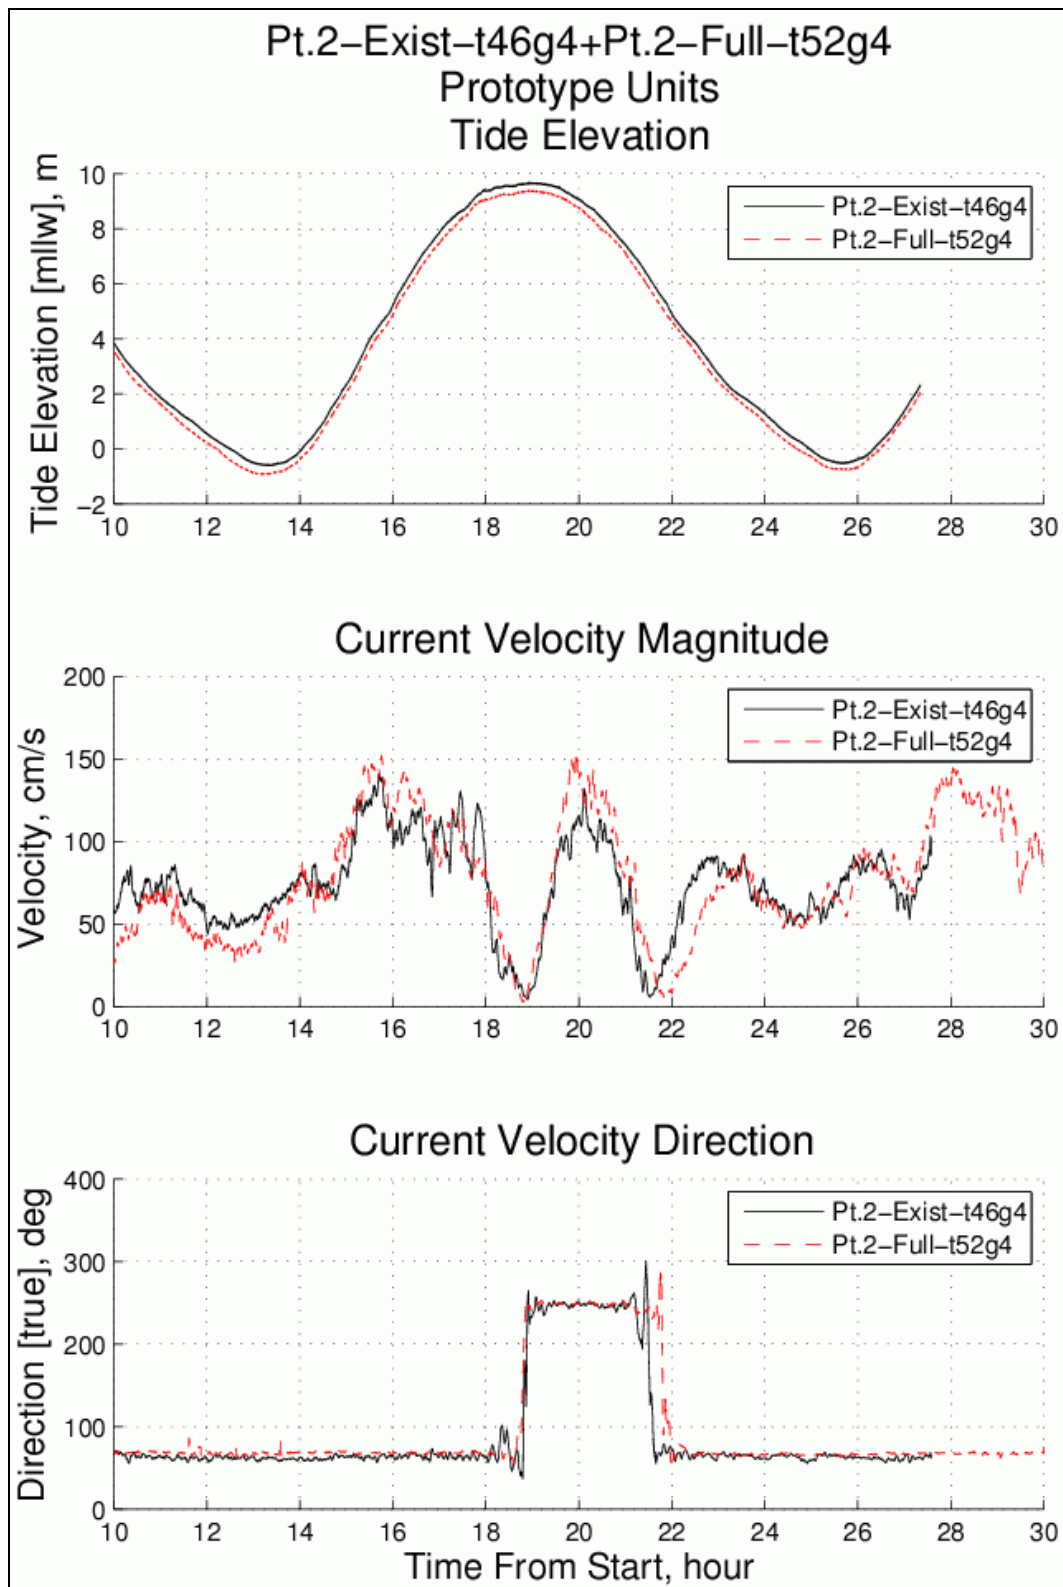 Pt.2−Exist−t46g4+Pt.2−Full−t52g4
Prototype Units
Tide Elevation
Tide Elevation [mllw], m
10
8
6
4
2
0
−2
Pt.2−Exist−t46g4
Pt.2−Full−t52g4
10 12 14 16 18 20 22 24 26 28 30
Current Velocity Magnitude
Velocity, cm/s
200
150
100
50
0
Pt.2−Exist−t46g4
Pt.2−Full−t52g4
10 12 14 16 18 20 22 24 26 28 30
Current Velocity Direction
Direction [true], deg
400
300
200
100
0
Pt.2−Exist−t46g4
Pt.2−Full−t52g4
10 12 14 16 18 20 22 24 26 28 30
Time From Start, hour